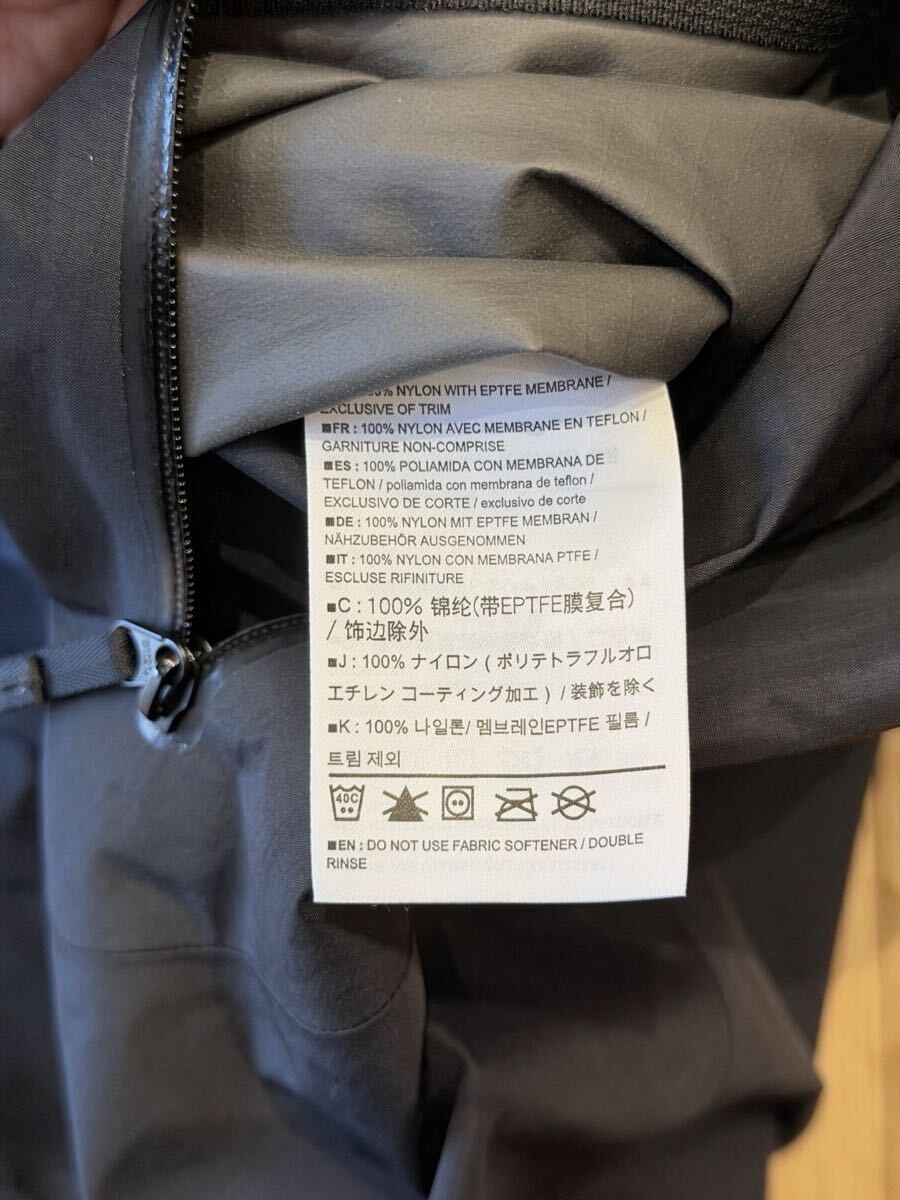 NYLON WITH EPTFE MEMBRANE /
EXCLUSIVE OF TRIM
■FR : 100% NYLON AVEC MEMBRANE EN TEFLON /
GARNITURE NON-COMPRISE
■ES : 100% POLIAMIDA CON MEMBRANA DE
TEFLON / poliamida con membrana de teflon /
EXCLUSIVO DE CORTE / exclusivo de corte
■DE : 100% NYLON MIT EPTFE MEMBRAN /
NÄHZUBEHÖR AUSGENOMMEN
■IT : 100% NYLON CON MEMBRANA PTFE /
ESCLUSE RIFINITURE
■C : 100% 锦纶(带EPTFE膜复合)
/ 饰边除外
■J : 100% ナイロン ( ポリテトラフルオロ
エチレン コーティング加工 ) / 装飾を除く
■K : 100% 나일론/ 멤브레인EPTFE 필름 /
트림 제외
40C
■EN : DO NOT USE FABRIC SOFTENER / DOUBLE
RINSE